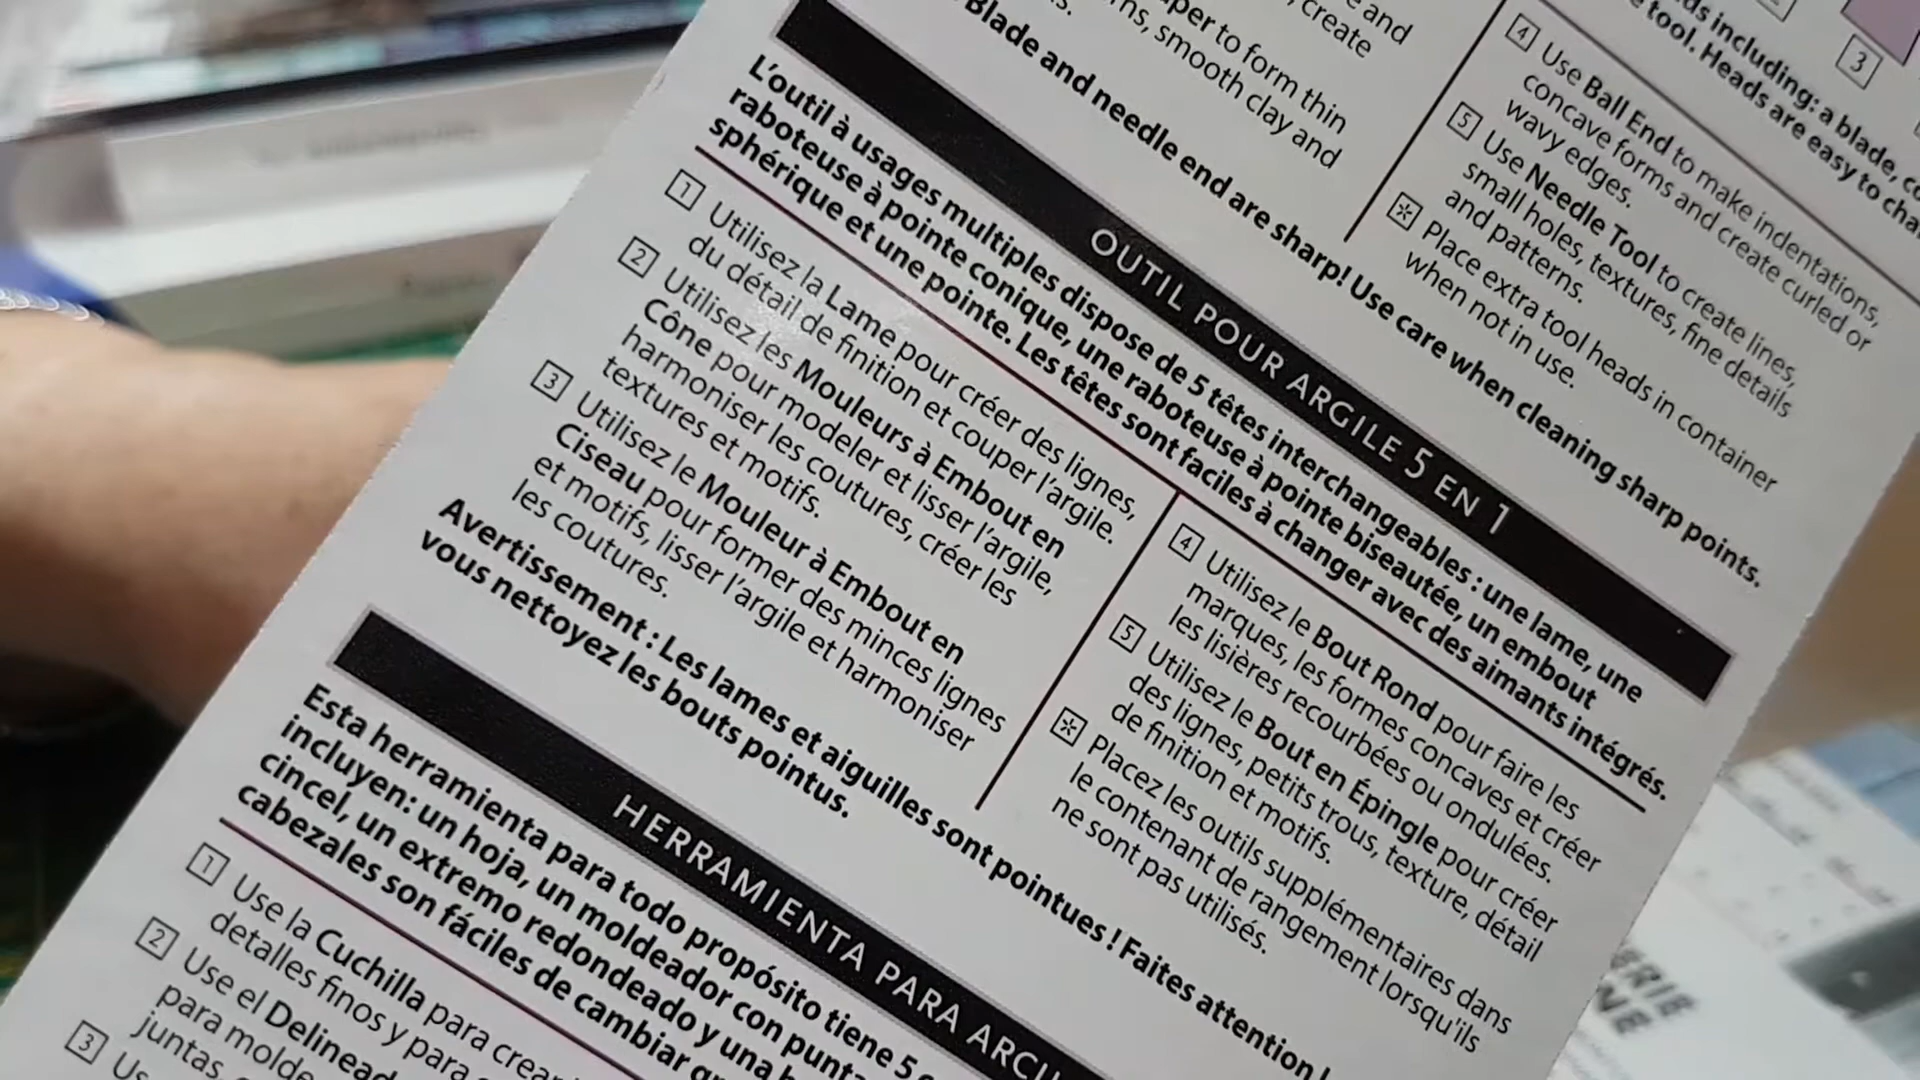 e and
, create
aper to form thin
rns, smooth clay and
s.
Blade and needle end are sharp! Use care when cleaning sharp points.
ds including: a blade, co
e tool. Heads are easy to cha
3
4 Use Ball End to make indentations,
concave forms and create curled or
wavy edges.
5 Use Needle Tool to create lines,
small holes, textures, fine details
and patterns.
* Place extra tool heads in container
when not in use.
OUTIL POUR ARGILE 5 EN 1
L'outil à usages multiples dispose de 5 têtes interchangeables : une lame, une
raboteuse à pointe conique, une raboteuse à pointe biseautée, un embout
sphérique et une pointe. Les têtes sont faciles à changer avec des aimants intégrés.
1 Utilisez la Lame pour créer des lignes,
du détail de finition et couper l'argile.
2 Utilisez les Mouleurs à Embout en
Cône pour modeler et lisser l'argile,
harmoniser les coutures, créer les
textures et motifs.
3 Utilisez le Mouleur à Embout en
Ciseau pour former des minces lignes
et motifs, lisser l'argile et harmoniser
les coutures.
4 Utilisez le Bout Rond pour faire les
marques, les formes concaves et créer
les lisières recourbées ou ondulées.
5 Utilisez le Bout en Épingle pour créer
des lignes, petits trous, texture, détail
de finition et motifs.
* Placez les outils supplémentaires dans
le contenant de rangement lorsqu'ils
ne sont pas utilisés.
Avertissement : Les lames et aiguilles sont pointues ! Faites attention l
vous nettoyez les bouts pointus.
HERRAMIENTA PARA ARCI
Esta herramienta para todo propósito tiene 5 c
incluyen: un hoja, un moldeador con punta
cincel, un extremo redondeado y una h
cabezales son fáciles de cambiar gr
1 Use la Cuchilla para crear
detalles finos y para
2 Use el Delinead
para molde
juntas,
3 Us